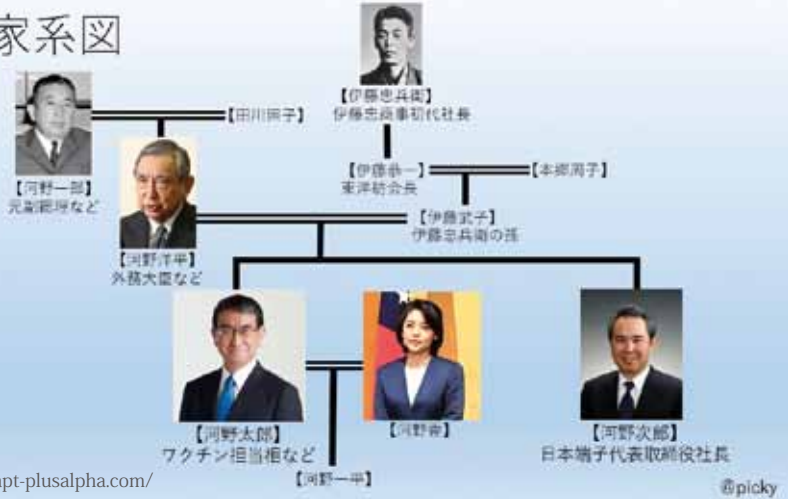 家系図
【伊藤忠兵衛】
伊藤忠商事初代社長
【田川照子】
【河野一郎】
元副総理など
【伊藤恭一】
東洋紡会長
【本郷周子】
【伊藤武子】
伊藤忠兵衛の孫
【河野洋平】
外務大臣など
【河野太郎】
ワクチン担当相など
【河野次郎】
日本端子代表取締役社長
【河野一平】
apt-plusalpha.com/
@picky